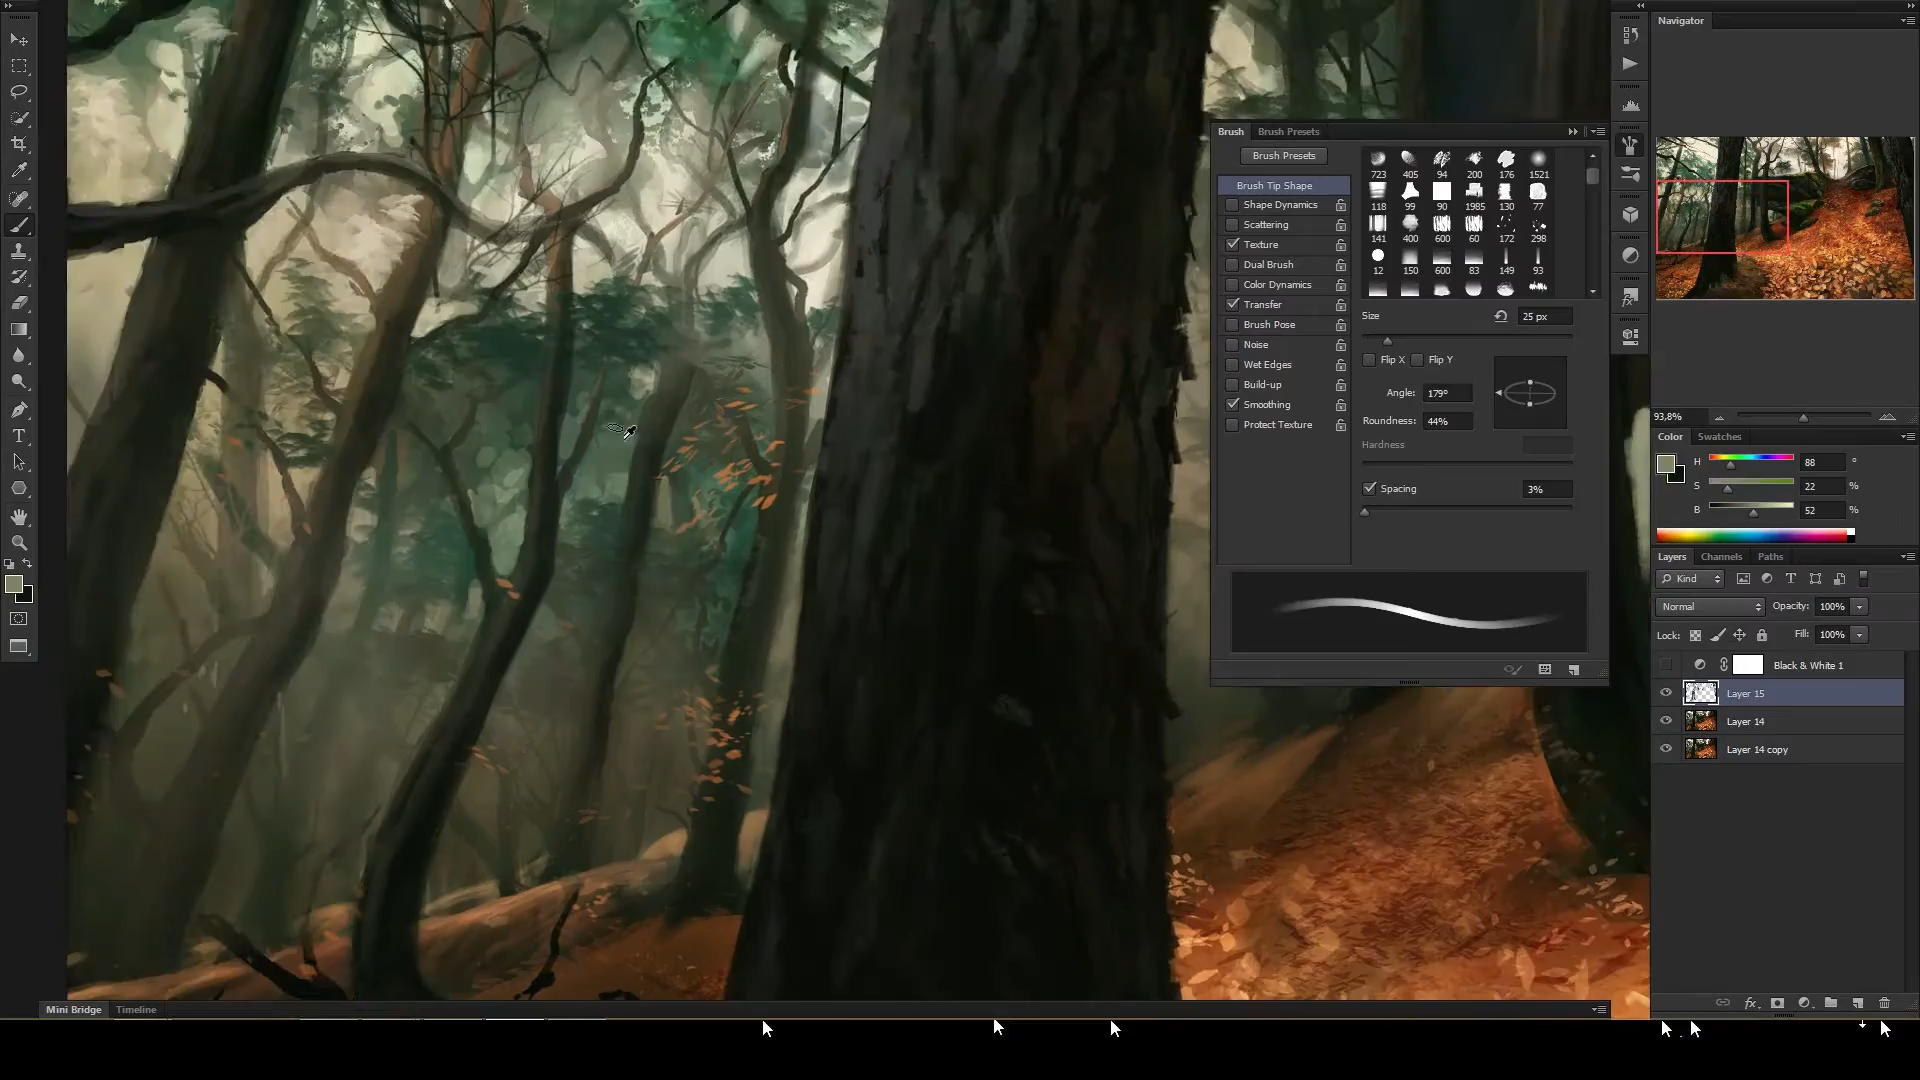 Navigator
Brush Brush Presets
Brush Presets
Brush Tip Shape
Shape Dynamics
Scattering
Texture
Dual Brush
Color Dynamics
Transfer
Brush Pose
Noise
Wet Edges
Build-up
Smoothing
Protect Texture
723 405 94 200 176 1521
118 99 90 1985 130 77
141 400 600 60 172 298
12 150 600 83 149 93
Size 25 px
Flip X Flip Y
Angle: 179°
Roundness: 44%
Hardness
Spacing 3%
93,8%
Color Swatches
H 88 °
S 22 %
B 52 %
Layers Channels Paths
Kind
Normal Opacity: 100%
Lock: Fill: 100%
Black & White 1
Layer 15
Layer 14
Layer 14 copy
Mini Bridge Timeline